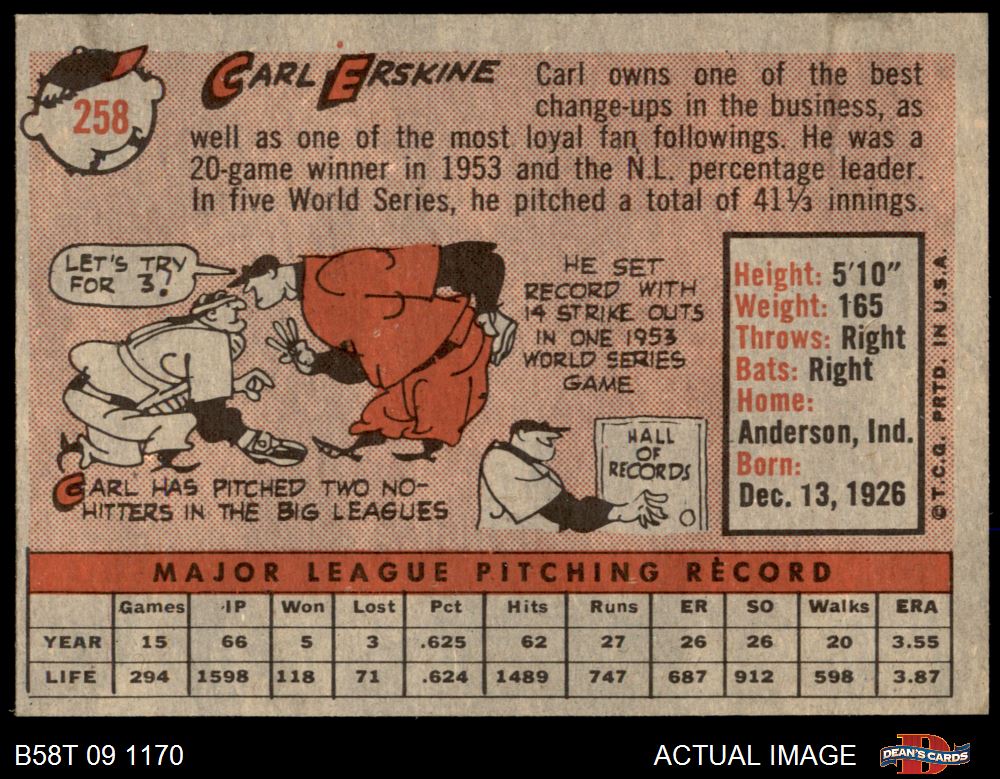 258
CARL ERSKINE
Carl owns one of the best
change-ups in the business, as
well as one of the most loyal fan followings. He was a
20-game winner in 1953 and the N.L. percentage leader.
In five World Series, he pitched a total of 41⅓ innings.
LET'S TRY
FOR 3!
HE SET
RECORD WITH
14 STRIKE OUTS
IN ONE 1953
WORLD SERIES
GAME
HALL
OF
RECORDS
CARL HAS PITCHED TWO NO-
HITTERS IN THE BIG LEAGUES
Height: 5'10"
Weight: 165
Throws: Right
Bats: Right
Home:
Anderson, Ind.
Born:
Dec. 13, 1926
© T.C.G. PRTD. IN U.S.A.
MAJOR LEAGUE PITCHING RECORD
Games IP Won Lost Pct Hits Runs ER SO Walks ERA
YEAR 15 66 5 3 .625 62 27 26 26 20 3.55
LIFE 294 1598 118 71 .624 1489 747 687 912 598 3.87
B58T 09 1170
ACTUAL IMAGE
DEAN'S CARDS